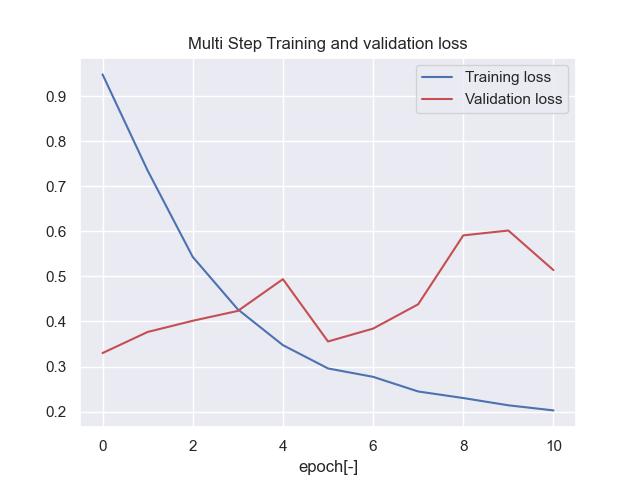 Multi Step Training and validation loss
Training loss
Validation loss
0.9
0.8
0.7
0.6
0.5
0.4
0.3
0.2
0 2 4 6 8 10
epoch[-]